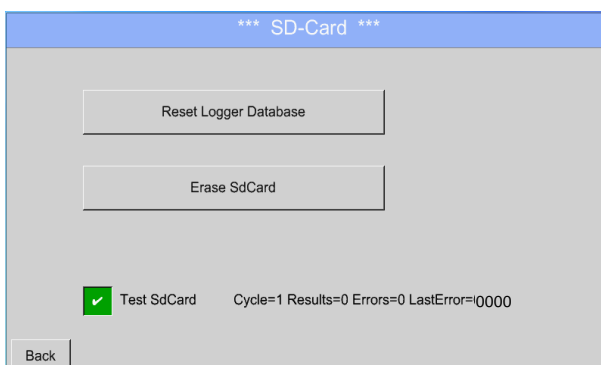 *** SD-Card ***
Reset Logger Database
Erase SdCard
Test SdCard Cycle=1 Results=0 Errors=0 LastError=0000
Back